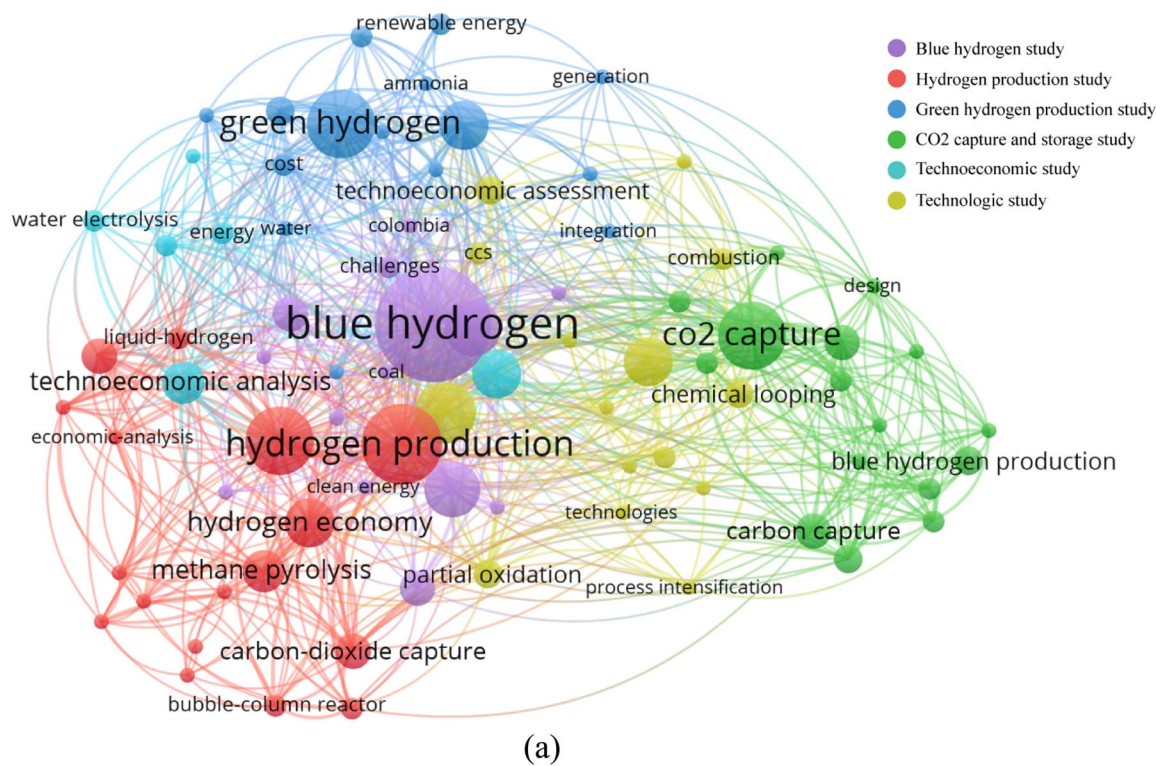 renewable energy
ammonia
generation
green hydrogen
cost
technoeconomic assessment
water electrolysis
energy
water
colombia
integration
ccs
challenges
combustion
design
blue hydrogen
co2 capture
liquid-hydrogen
coal
technoeconomic analysis
chemical looping
economic-analysis
hydrogen production
blue hydrogen production
clean energy
technologies
hydrogen economy
carbon capture
methane pyrolysis
partial oxidation
process intensification
carbon-dioxide capture
bubble-column reactor
Blue hydrogen study
Hydrogen production study
Green hydrogen production study
CO2 capture and storage study
Technoeconomic study
Technologic study
(a)